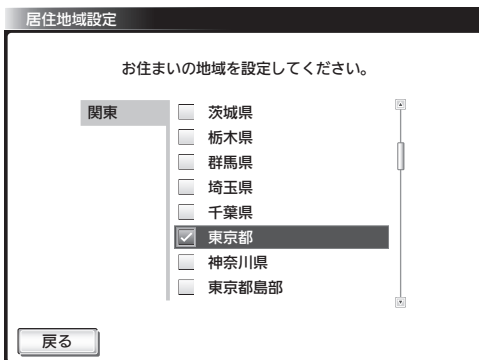 居住地域設定
お住まいの地域を設定してください。
関東
茨城県
栃木県
群馬県
埼玉県
千葉県
東京都
神奈川県
東京都島部
戻る